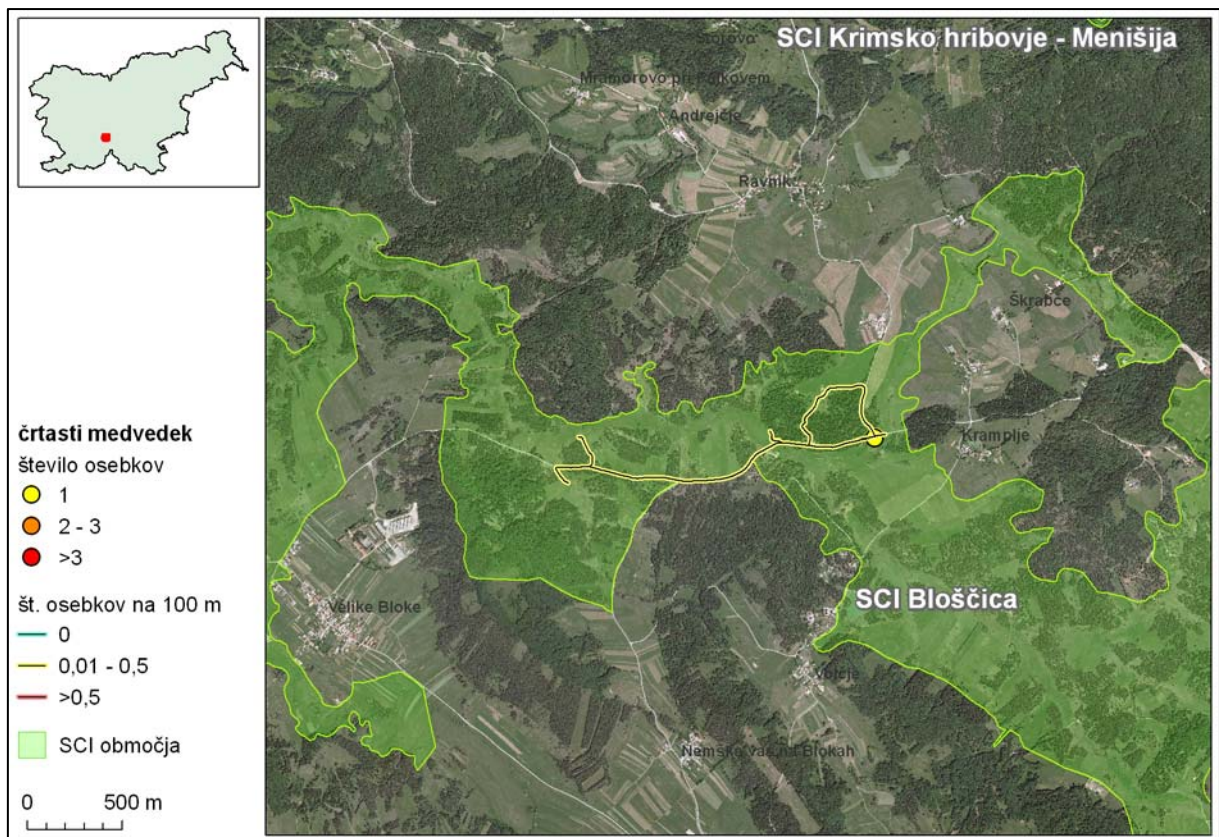 SCI Krimsko hribovje - Menišija
Mramorovo pri Pajkovem
Andrejčje
Ravnik
Škrabče
Kramplje
SCI Bloščica
Velike Bloke
Volčje
Nemška vas na Blokah
črtasti medvedek
število osebkov
1
2 - 3
>3
št. osebkov na 100 m
0
0,01 - 0,5
>0,5
SCI območja
0 500 m